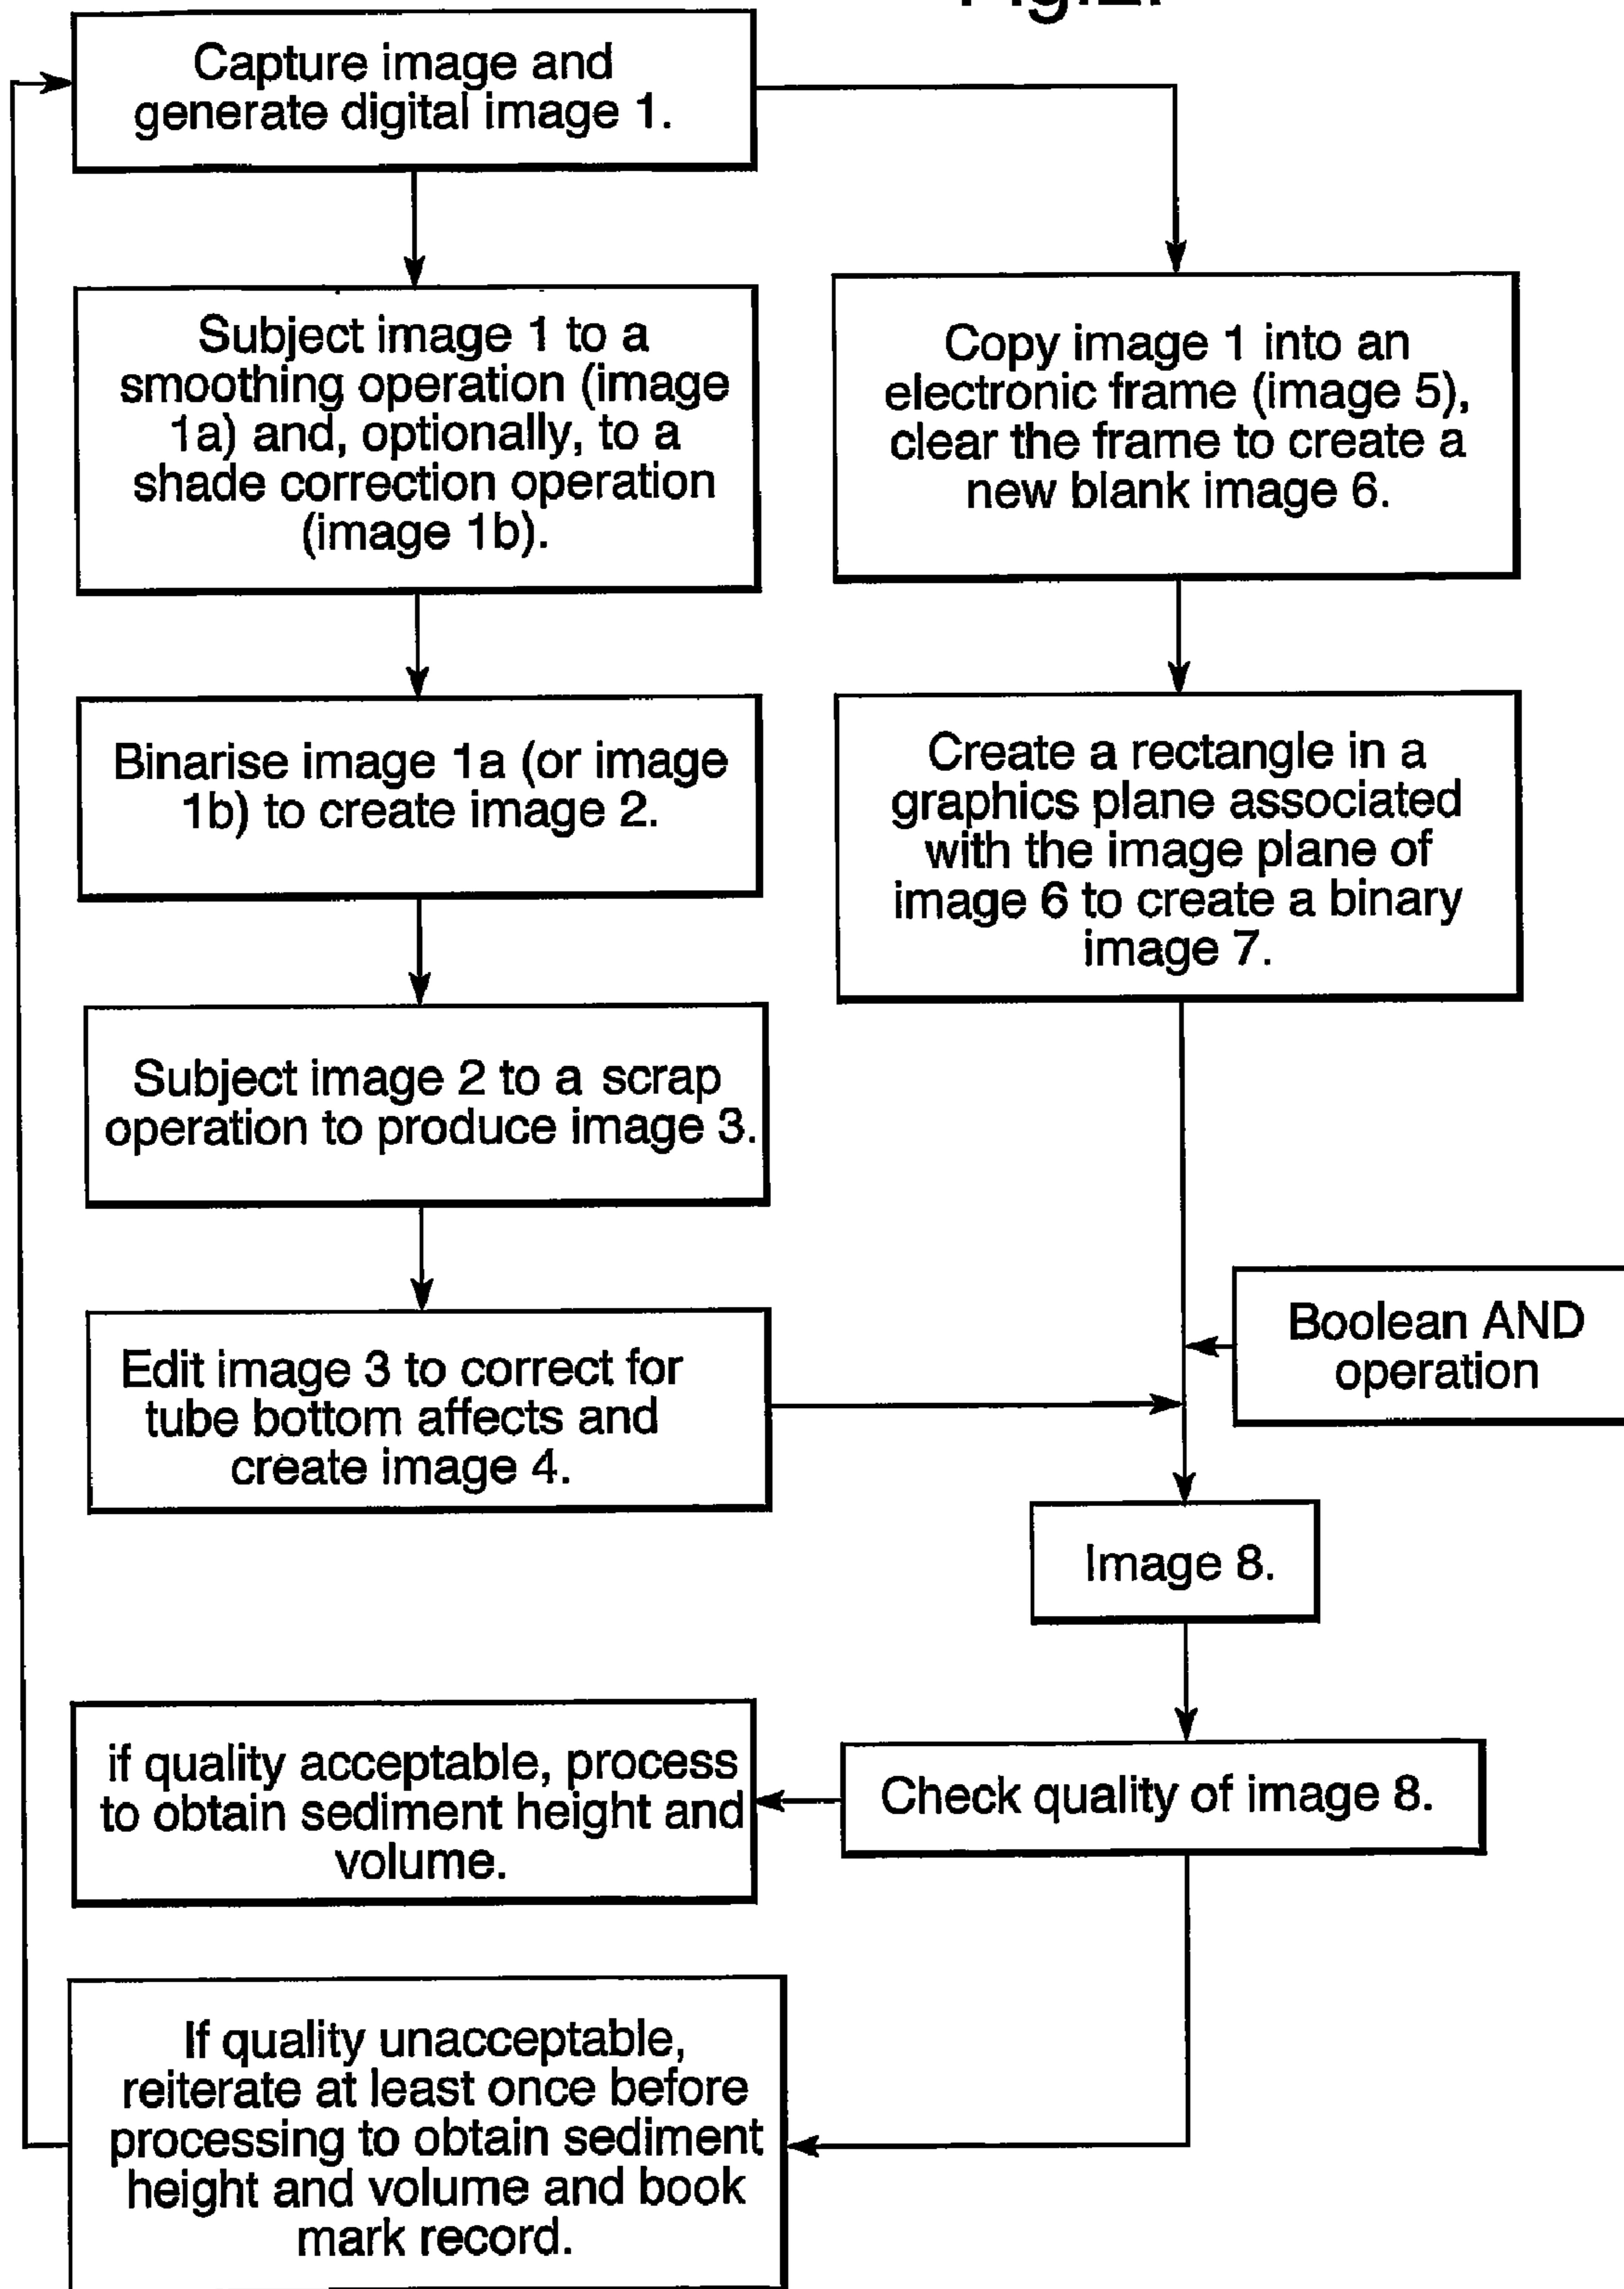 Capture image and
generate digital image 1.
Subject image 1 to a
smoothing operation (image
1a) and, optionally, to a
shade correction operation
(image 1b).
Copy image 1 into an
electronic frame (image 5),
clear the frame to create a
new blank image 6.
Binarise image 1a (or image
1b) to create image 2.
Create a rectangle in a
graphics plane associated
with the image plane of
image 6 to create a binary
image 7.
Subject image 2 to a scrap
operation to produce image 3.
Edit image 3 to correct for
tube bottom affects and
create image 4.
Boolean AND
operation
Image 8.
Check quality of image 8.
if quality acceptable, process
to obtain sediment height and
volume.
If quality unacceptable,
reiterate at least once before
processing to obtain sediment
height and volume and book
mark record.